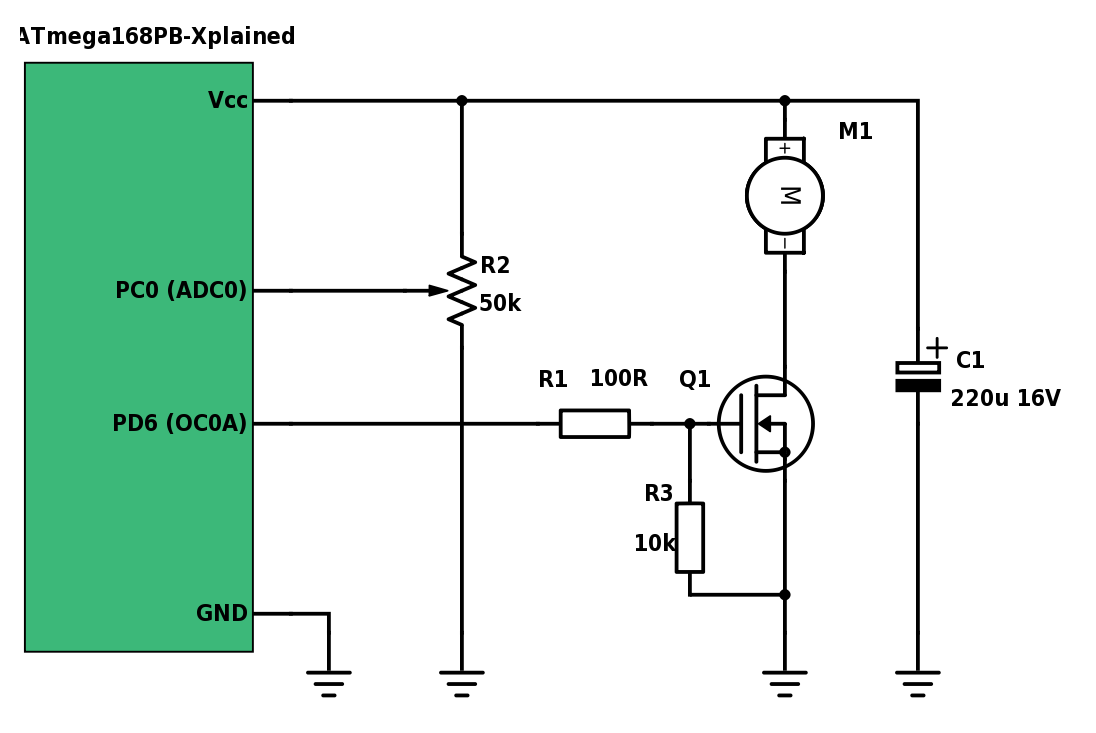 ATmega168PB-Xplained
Vcc
M1
+
M
–
PC0 (ADC0)
R2
50k
R1 100R Q1
+
C1
220u 16V
PD6 (OC0A)
R3
10k
GND